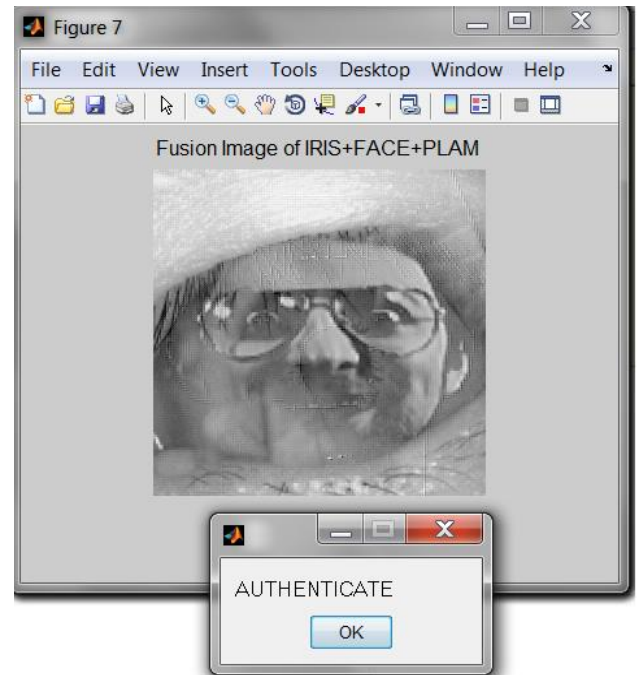 Figure 7
File Edit View Insert Tools Desktop Window Help
Fusion Image of IRIS+FACE+PLAM
AUTHENTICATE
OK